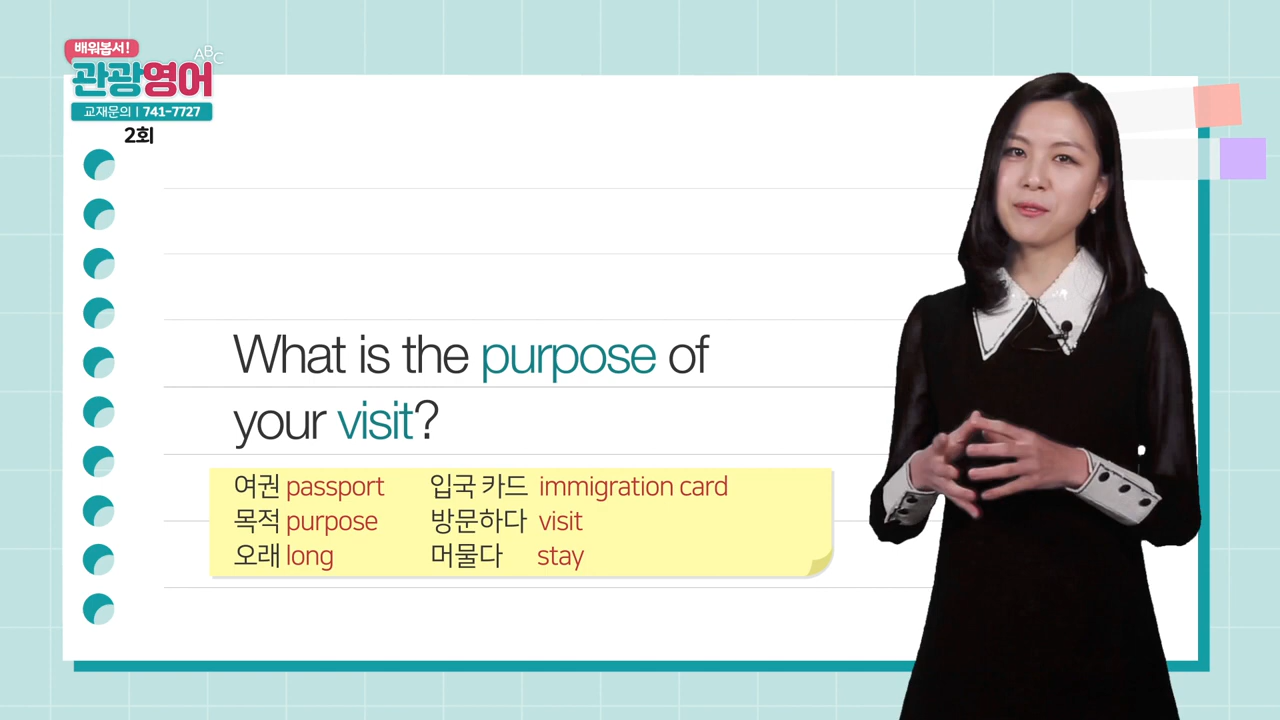 배워봅서!
ABC
관광영어
교재문의 | 741-7727
2회
What is the purpose of
your visit?
여권 passport 입국 카드 immigration card
목적 purpose 방문하다 visit
오래 long 머물다 stay